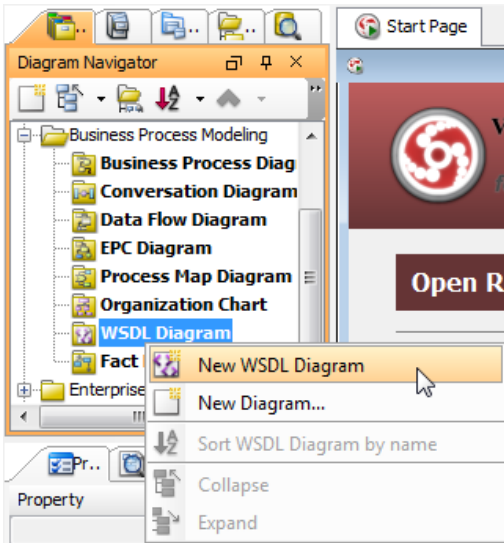 Start Page
Diagram Navigator
Business Process Modeling
Business Process Diag
Conversation Diagram
Data Flow Diagram
EPC Diagram
Process Map Diagram
Organization Chart
WSDL Diagram
Fact
Enterprise
Open R
New WSDL Diagram
New Diagram...
Sort WSDL Diagram by name
Collapse
Expand
Pr..
Property